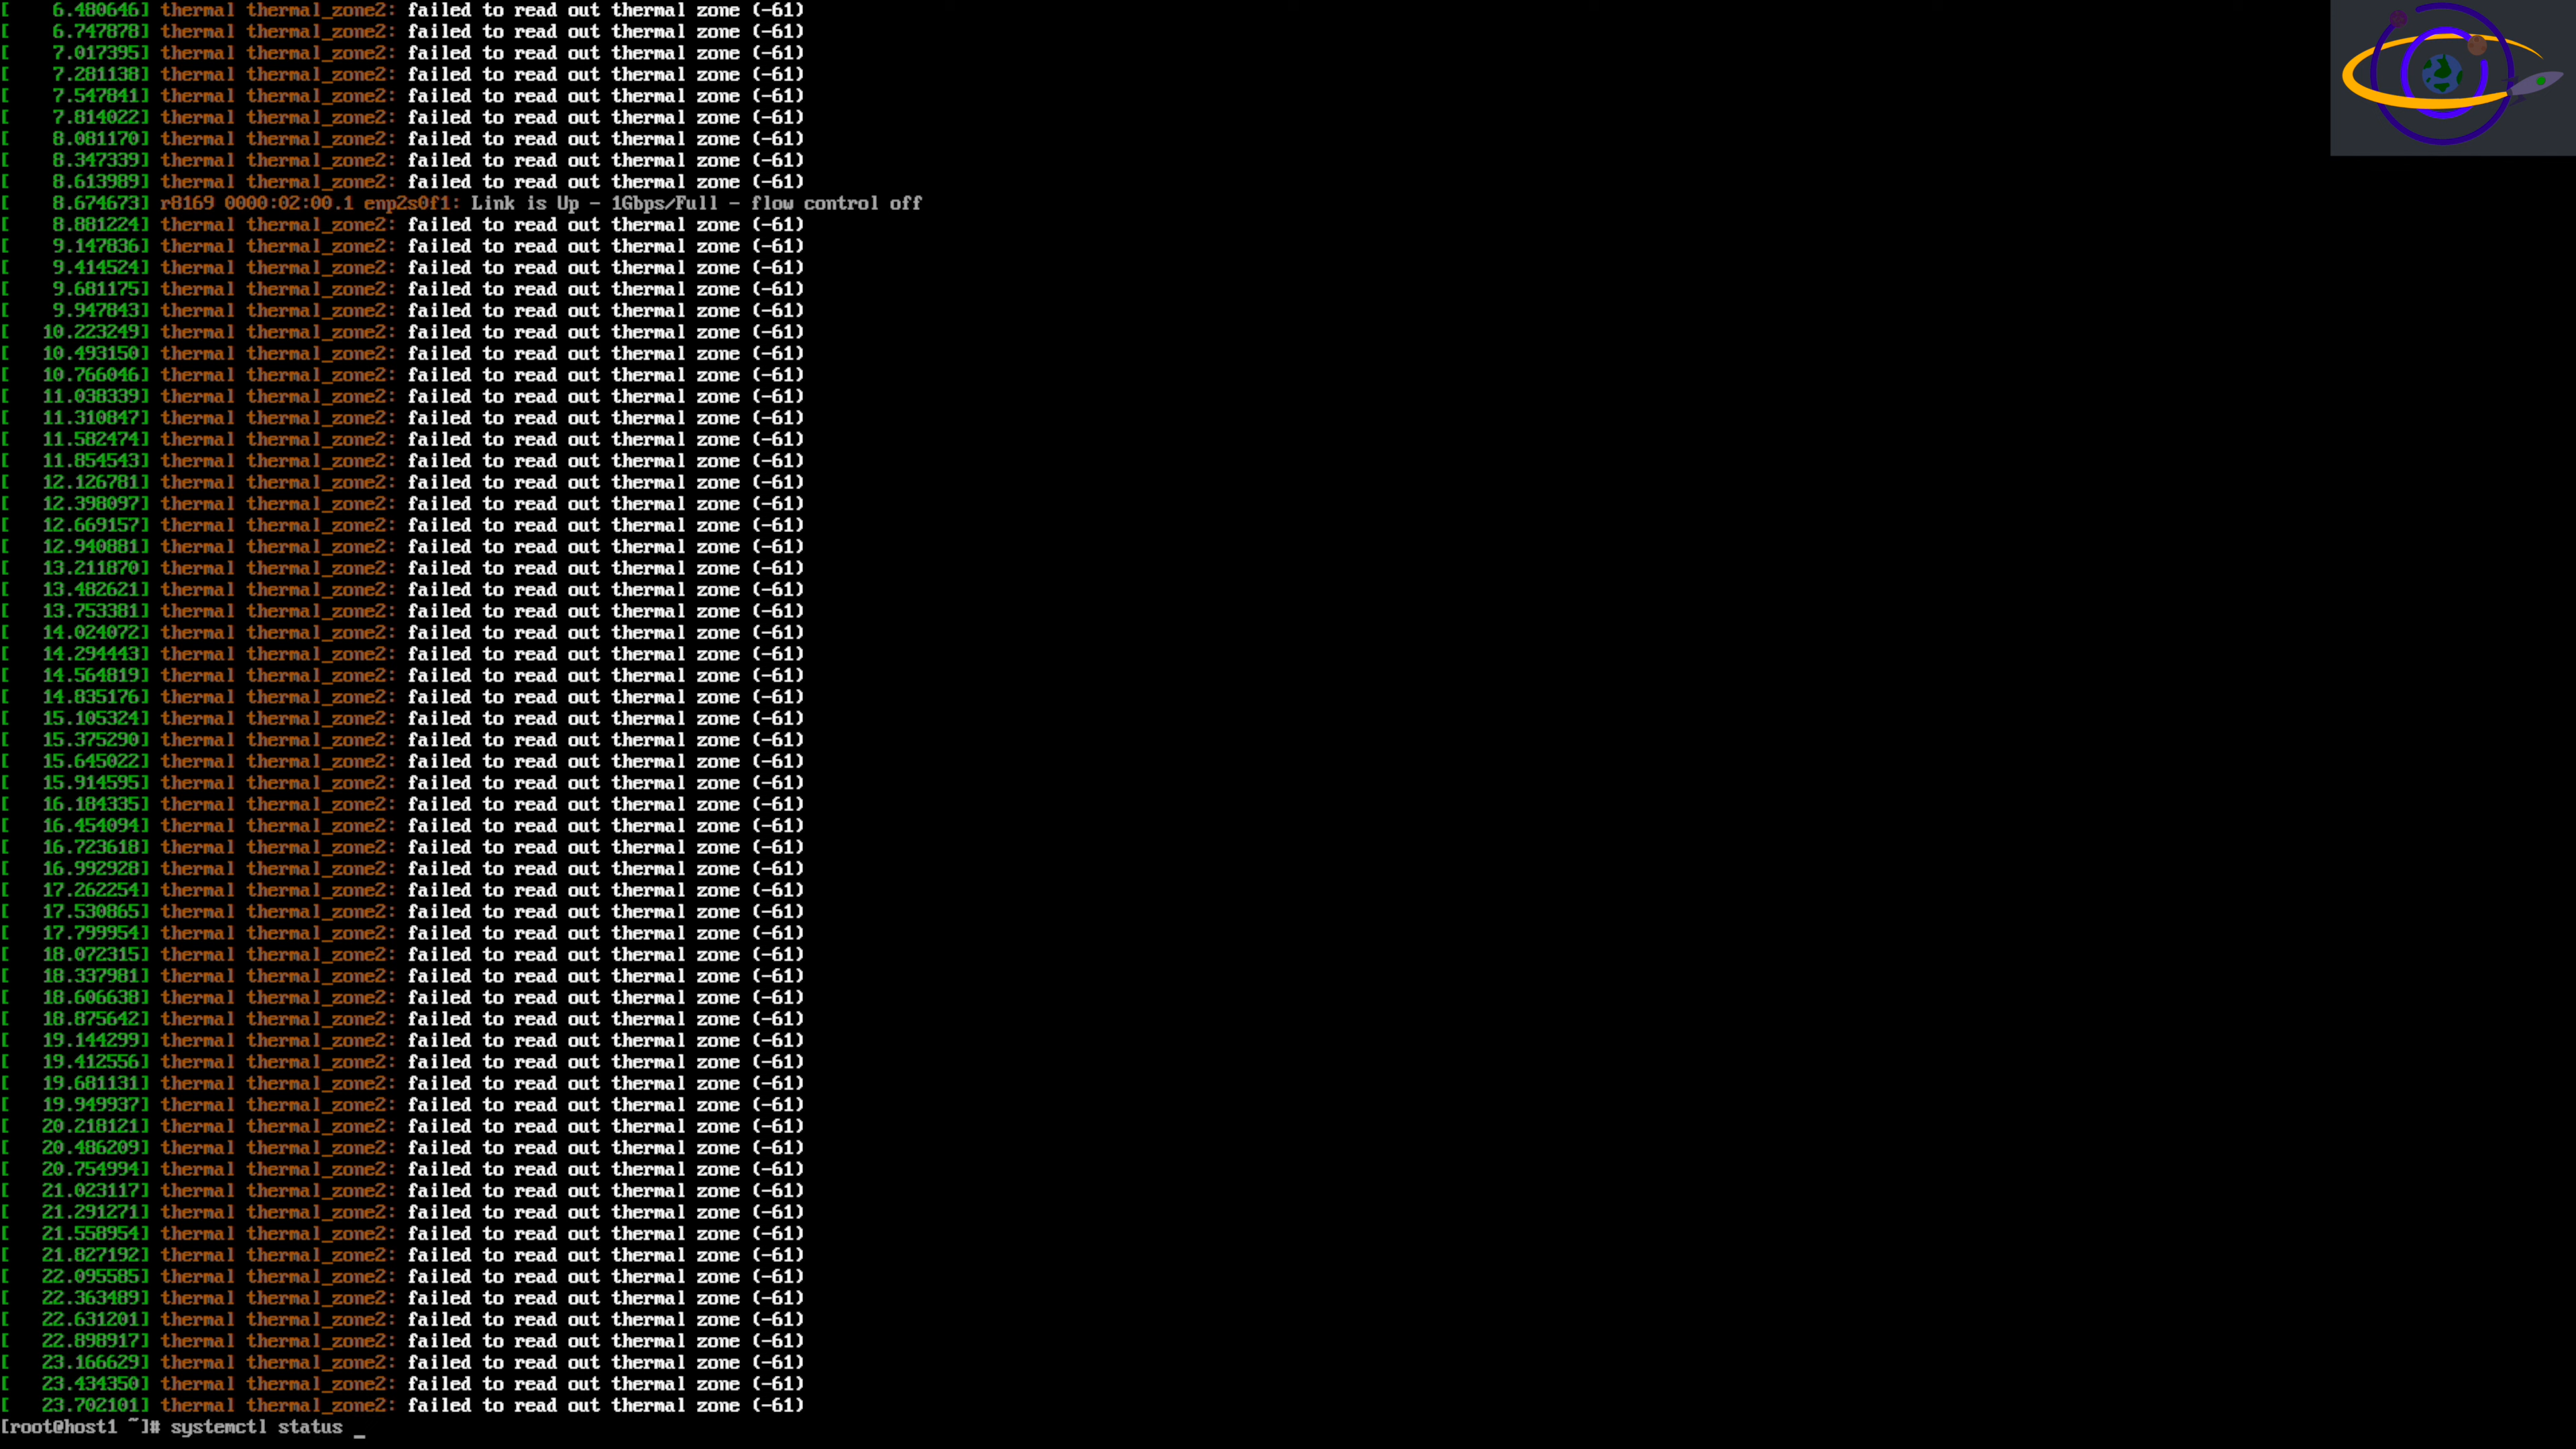 [    6.480646] thermal thermal_zone2: failed to read out thermal zone (-61)
[    6.747878] thermal thermal_zone2: failed to read out thermal zone (-61)
[    7.017395] thermal thermal_zone2: failed to read out thermal zone (-61)
[    7.281138] thermal thermal_zone2: failed to read out thermal zone (-61)
[    7.547841] thermal thermal_zone2: failed to read out thermal zone (-61)
[    7.814022] thermal thermal_zone2: failed to read out thermal zone (-61)
[    8.081170] thermal thermal_zone2: failed to read out thermal zone (-61)
[    8.347339] thermal thermal_zone2: failed to read out thermal zone (-61)
[    8.613989] thermal thermal_zone2: failed to read out thermal zone (-61)
[    8.674673] r8169 0000:02:00.1 enp2s0f1: Link is Up - 1Gbps/Full - flow control off
[    8.881224] thermal thermal_zone2: failed to read out thermal zone (-61)
[    9.147836] thermal thermal_zone2: failed to read out thermal zone (-61)
[    9.414524] thermal thermal_zone2: failed to read out thermal zone (-61)
[    9.681175] thermal thermal_zone2: failed to read out thermal zone (-61)
[    9.947843] thermal thermal_zone2: failed to read out thermal zone (-61)
[   10.223249] thermal thermal_zone2: failed to read out thermal zone (-61)
[   10.493150] thermal thermal_zone2: failed to read out thermal zone (-61)
[   10.766046] thermal thermal_zone2: failed to read out thermal zone (-61)
[   11.038339] thermal thermal_zone2: failed to read out thermal zone (-61)
[   11.310847] thermal thermal_zone2: failed to read out thermal zone (-61)
[   11.582474] thermal thermal_zone2: failed to read out thermal zone (-61)
[   11.854543] thermal thermal_zone2: failed to read out thermal zone (-61)
[   12.126781] thermal thermal_zone2: failed to read out thermal zone (-61)
[   12.398097] thermal thermal_zone2: failed to read out thermal zone (-61)
[   12.669157] thermal thermal_zone2: failed to read out thermal zone (-61)
[   12.940881] thermal thermal_zone2: failed to read out thermal zone (-61)
[   13.211870] thermal thermal_zone2: failed to read out thermal zone (-61)
[   13.482621] thermal thermal_zone2: failed to read out thermal zone (-61)
[   13.753381] thermal thermal_zone2: failed to read out thermal zone (-61)
[   14.024072] thermal thermal_zone2: failed to read out thermal zone (-61)
[   14.294443] thermal thermal_zone2: failed to read out thermal zone (-61)
[   14.564819] thermal thermal_zone2: failed to read out thermal zone (-61)
[   14.835176] thermal thermal_zone2: failed to read out thermal zone (-61)
[   15.105324] thermal thermal_zone2: failed to read out thermal zone (-61)
[   15.375290] thermal thermal_zone2: failed to read out thermal zone (-61)
[   15.645022] thermal thermal_zone2: failed to read out thermal zone (-61)
[   15.914595] thermal thermal_zone2: failed to read out thermal zone (-61)
[   16.184335] thermal thermal_zone2: failed to read out thermal zone (-61)
[   16.454094] thermal thermal_zone2: failed to read out thermal zone (-61)
[   16.723618] thermal thermal_zone2: failed to read out thermal zone (-61)
[   16.992928] thermal thermal_zone2: failed to read out thermal zone (-61)
[   17.262254] thermal thermal_zone2: failed to read out thermal zone (-61)
[   17.530865] thermal thermal_zone2: failed to read out thermal zone (-61)
[   17.799954] thermal thermal_zone2: failed to read out thermal zone (-61)
[   18.072315] thermal thermal_zone2: failed to read out thermal zone (-61)
[   18.337981] thermal thermal_zone2: failed to read out thermal zone (-61)
[   18.606638] thermal thermal_zone2: failed to read out thermal zone (-61)
[   18.875642] thermal thermal_zone2: failed to read out thermal zone (-61)
[   19.144299] thermal thermal_zone2: failed to read out thermal zone (-61)
[   19.412556] thermal thermal_zone2: failed to read out thermal zone (-61)
[   19.681131] thermal thermal_zone2: failed to read out thermal zone (-61)
[   19.949937] thermal thermal_zone2: failed to read out thermal zone (-61)
[   20.218121] thermal thermal_zone2: failed to read out thermal zone (-61)
[   20.486209] thermal thermal_zone2: failed to read out thermal zone (-61)
[   20.754994] thermal thermal_zone2: failed to read out thermal zone (-61)
[   21.023117] thermal thermal_zone2: failed to read out thermal zone (-61)
[   21.291271] thermal thermal_zone2: failed to read out thermal zone (-61)
[   21.558954] thermal thermal_zone2: failed to read out thermal zone (-61)
[   21.827192] thermal thermal_zone2: failed to read out thermal zone (-61)
[   22.095585] thermal thermal_zone2: failed to read out thermal zone (-61)
[   22.363489] thermal thermal_zone2: failed to read out thermal zone (-61)
[   22.631201] thermal thermal_zone2: failed to read out thermal zone (-61)
[   22.898917] thermal thermal_zone2: failed to read out thermal zone (-61)
[   23.166629] thermal thermal_zone2: failed to read out thermal zone (-61)
[   23.434350] thermal thermal_zone2: failed to read out thermal zone (-61)
[   23.702101] thermal thermal_zone2: failed to read out thermal zone (-61)
[root@host1 ~]# systemctl status _